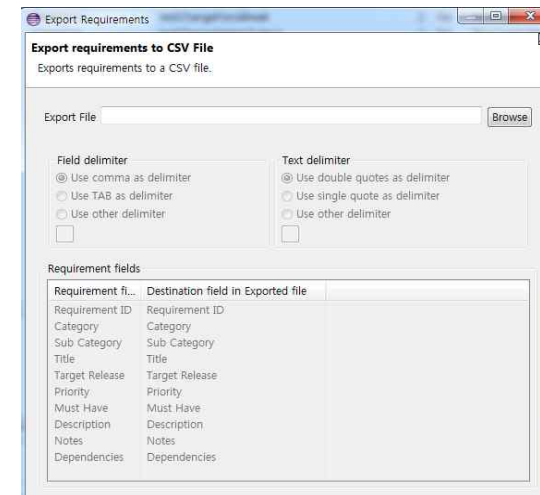 Export Requirements
Export requirements to CSV File
Exports requirements to a CSV file.
Export File
Browse
Field delimiter
Use comma as delimiter
Use TAB as delimiter
Use other delimiter
Text delimiter
Use double quotes as delimiter
Use single quote as delimiter
Use other delimiter
Requirement fields
Requirement fi... Destination field in Exported file
Requirement ID Requirement ID
Category Category
Sub Category Sub Category
Title Title
Target Release Target Release
Priority Priority
Must Have Must Have
Description Description
Notes Notes
Dependencies Dependencies